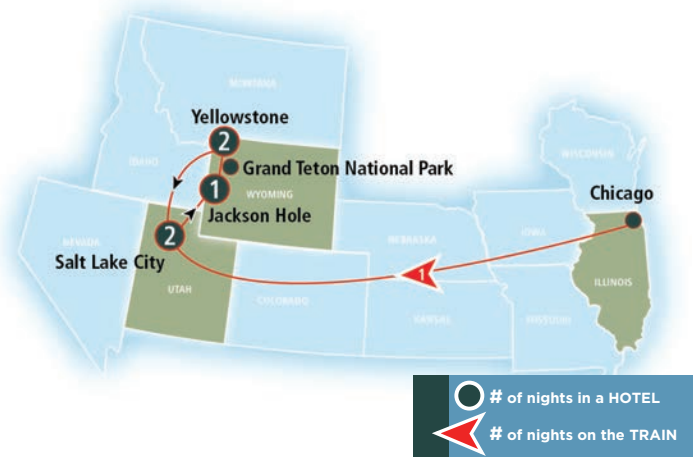 MONTANA
Yellowstone
2
IDAHO
Grand Teton National Park
WISCONSIN
1
WYOMING
Chicago
Jackson Hole
2
NEVADA
Salt Lake City
NEBRASKA
IOWA
1
UTAH
ILLINOIS
COLORADO
KANSAS
MISSOURI
# of nights in a HOTEL
# of nights on the TRAIN